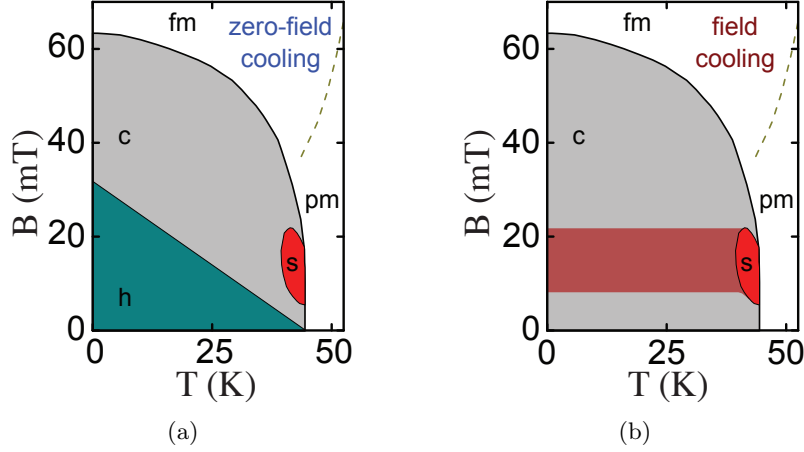 fm
zero-field
cooling
60
c
40
B (mT)
pm
20
s
h
0
0
25
50
T (K)
(a)
fm
field
cooling
60
c
40
B (mT)
pm
20
s
0
0
25
50
T (K)
(b)